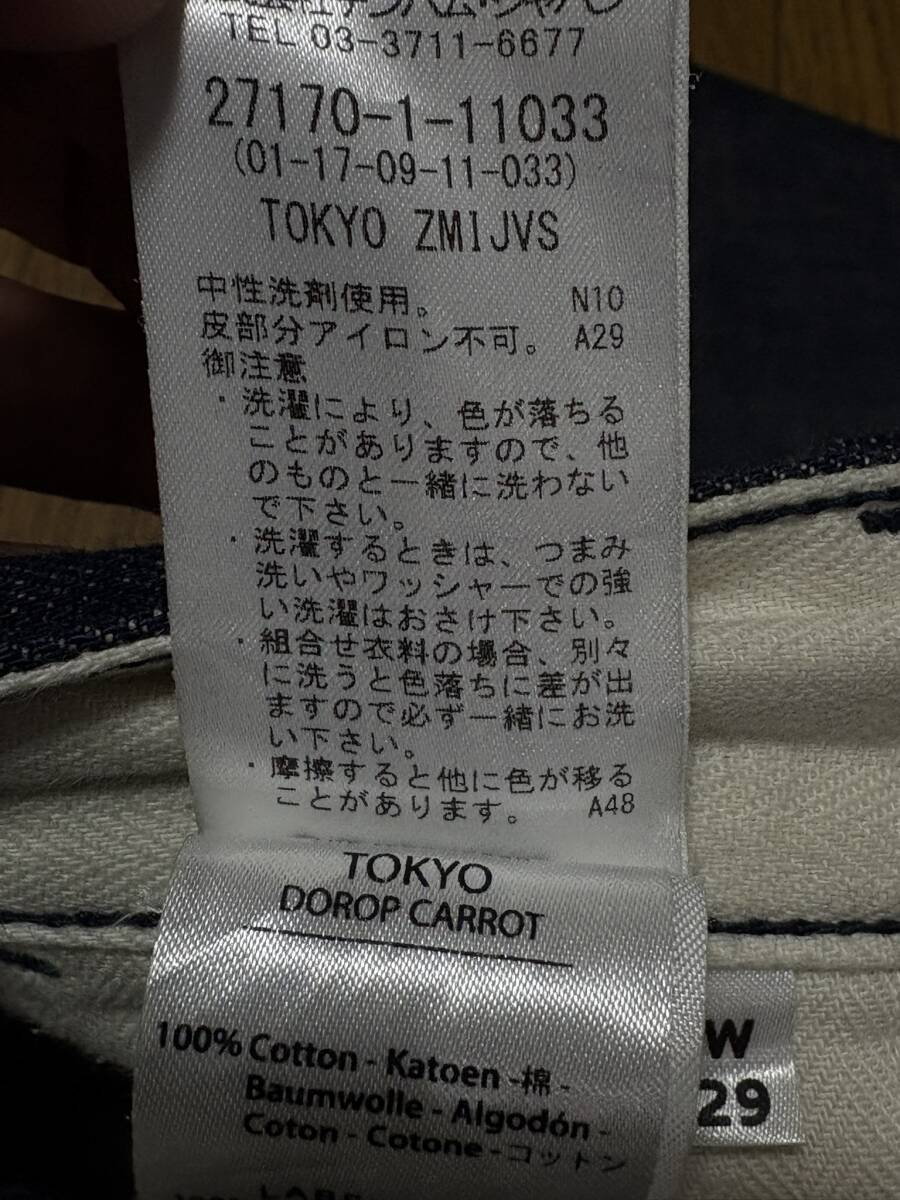 TEL 03-3711-6677
27170-1-11033
(01-17-09-11-033)
TOKYO ZMIJVS
中性洗剤使用。 N10
皮部分アイロン不可。 A29
御注意
・洗濯により、色が落ちる
ことがありますので、他
のものと一緒に洗わない
で下さい。
・洗濯するときは、つまみ
洗いやワッシャーでの強
い洗濯はおさけ下さい。
・組合せ衣料の場合、別々
に洗うと色落ちに差が出
ますので必ず一緒にお洗
い下さい。
・摩擦すると他に色が移る
ことがあります。 A48
TOKYO
DOROP CARROT
100% Cotton - Katoen -棉-
Baumwolle - Algodón -
Coton - Cotone -コットン
W
29